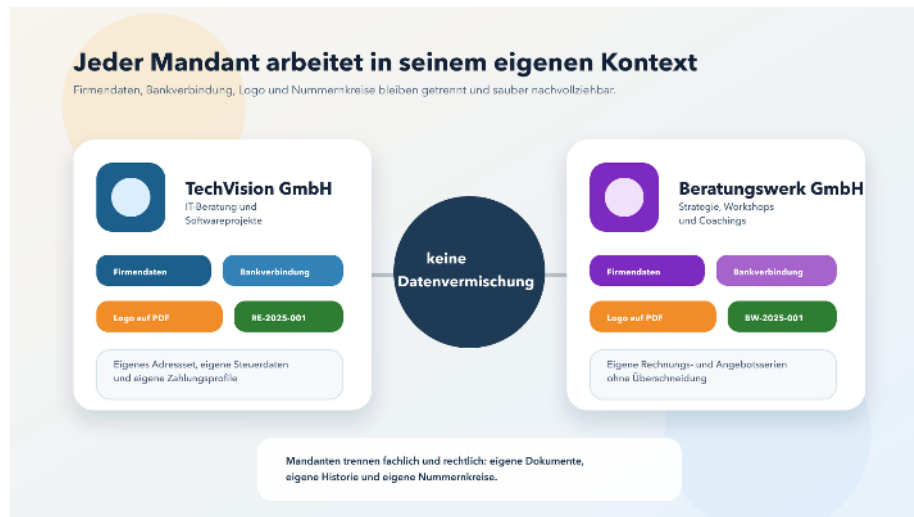 Jeder Mandant arbeitet in seinem eigenen Kontext
Firmendaten, Bankverbindung, Logo und Nummernkreise bleiben getrennt und sauber nachvollziehbar.
TechVision GmbH
IT-Beratung und
Softwareprojekte
Firmendaten
Bankverbindung
Logo auf PDF
RE-2025-001
Eigenes Adressset, eigene Steuerdaten
und eigene Zahlungsprofile
keine
Datenvermischung
Beratungswerk GmbH
Strategie, Workshops
und Coachings
Firmendaten
Bankverbindung
Logo auf PDF
BW-2025-001
Eigene Rechnungs- und Angebotsserien
ohne Überschneidung
Mandanten trennen fachlich und rechtlich: eigene Dokumente,
eigene Historie und eigene Nummernkreise.